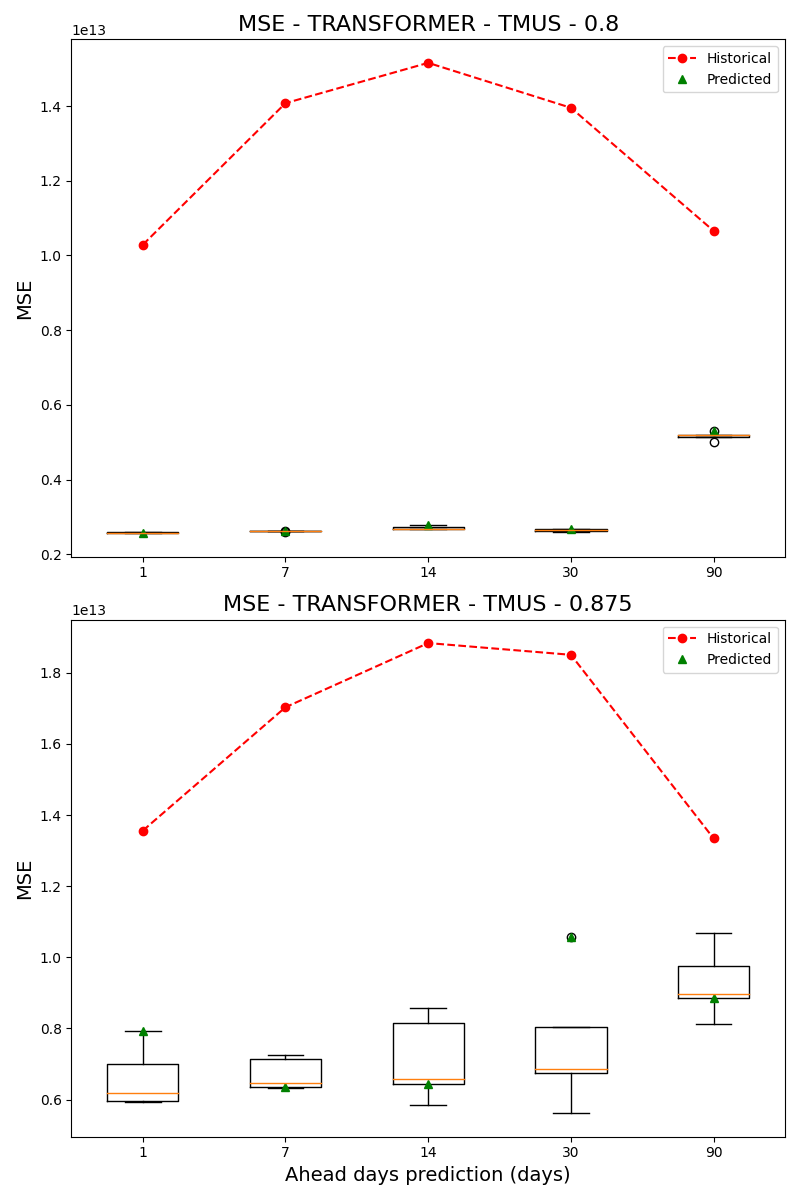 MSE - TRANSFORMER - TMUS - 0.8
1e13
Historical
Predicted
1.4
1.2
1.0
0.8
0.6
0.4
0.2
MSE
1 7 14 30 90
MSE - TRANSFORMER - TMUS - 0.875
1e13
Historical
Predicted
1.8
1.6
1.4
1.2
1.0
0.8
0.6
MSE
1 7 14 30 90
Ahead days prediction (days)